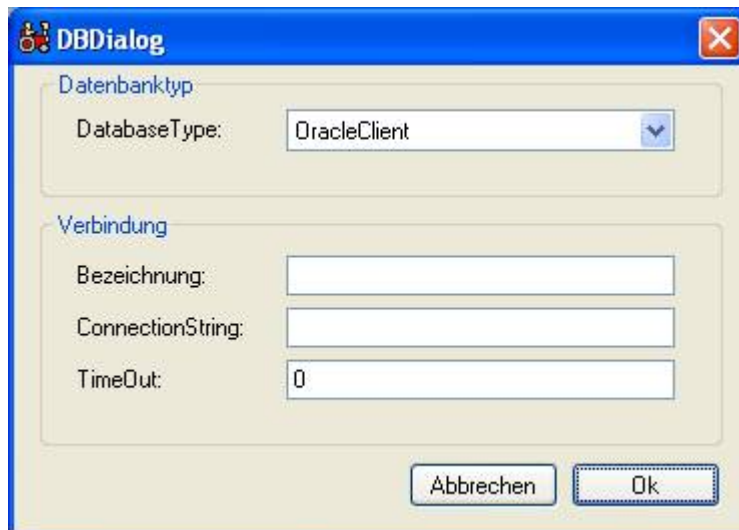 DBDialog
Datenbanktyp
DatabaseType: OracleClient
Verbindung
Bezeichnung:
ConnectionString:
TimeOut: 0
Abbrechen Ok